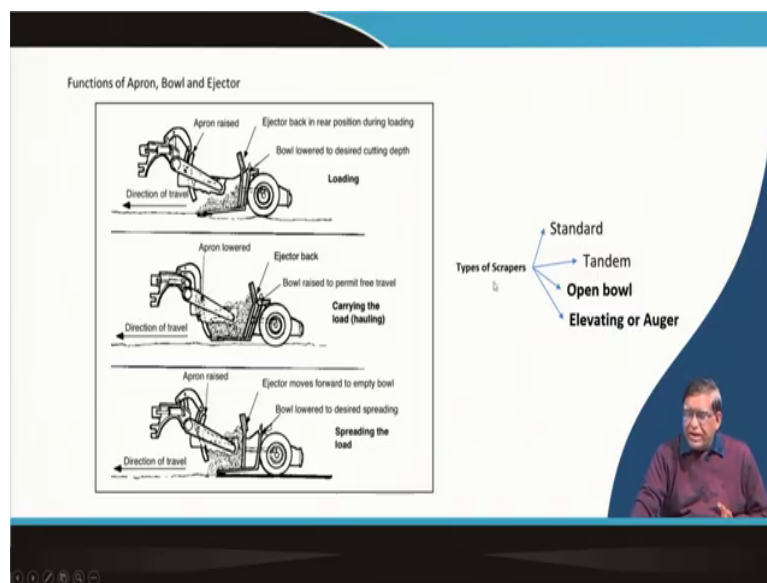 Functions of Apron, Bowl and Ejector
Apron raised
Ejector back in rear position during loading
Bowl lowered to desired cutting depth
Loading
Direction of travel
Apron lowered
Ejector back
Bowl raised to permit free travel
Carrying the
load (hauling)
Direction of travel
Apron raised
Ejector moves forward to empty bowl
Bowl lowered to desired spreading
Spreading the
load
Direction of travel
Types of Scrapers
Standard
Tandem
Open bowl
Elevating or Auger